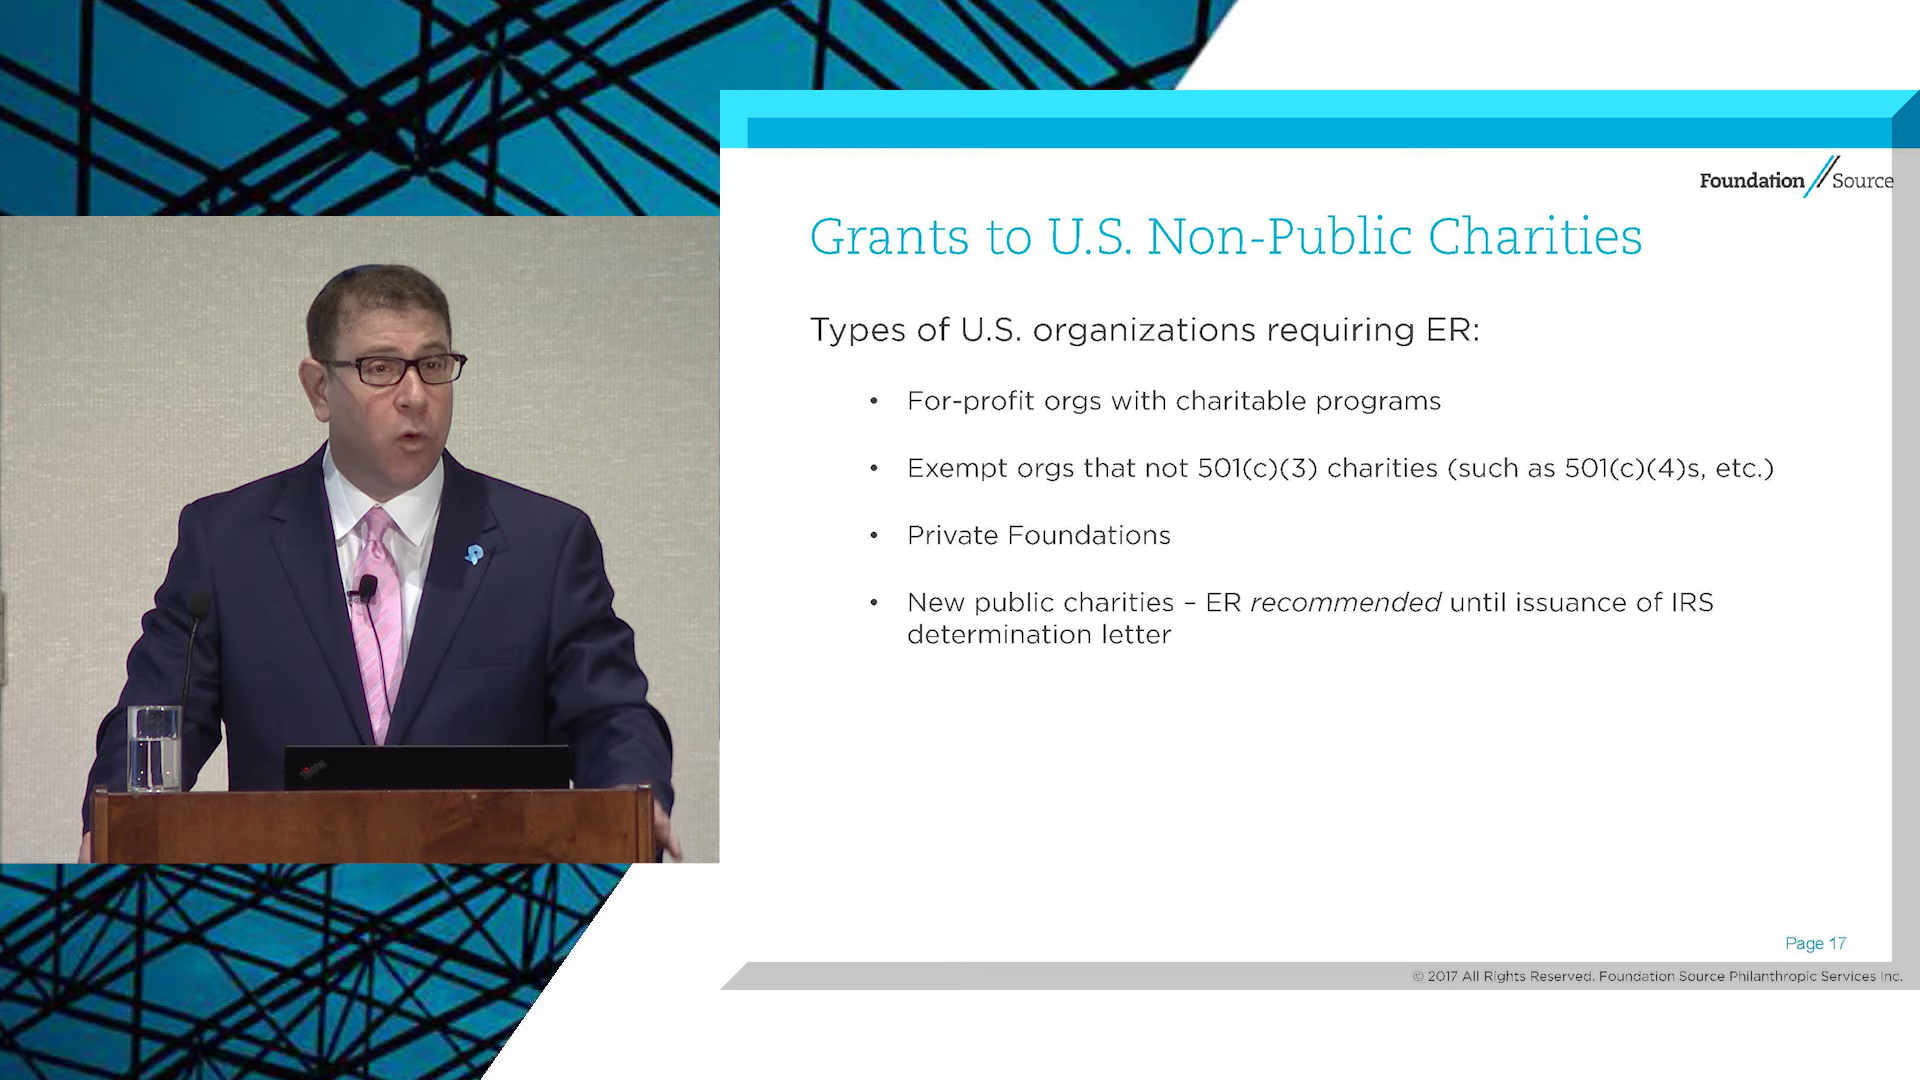 Foundation Source
Grants to U.S. Non-Public Charities
Types of U.S. organizations requiring ER:
• For-profit orgs with charitable programs
• Exempt orgs that not 501(c)(3) charities (such as 501(c)(4)s, etc.)
• Private Foundations
• New public charities – ER recommended until issuance of IRS
determination letter
ThinkPad
Page 17
© 2017 All Rights Reserved. Foundation Source Philanthropic Services Inc.